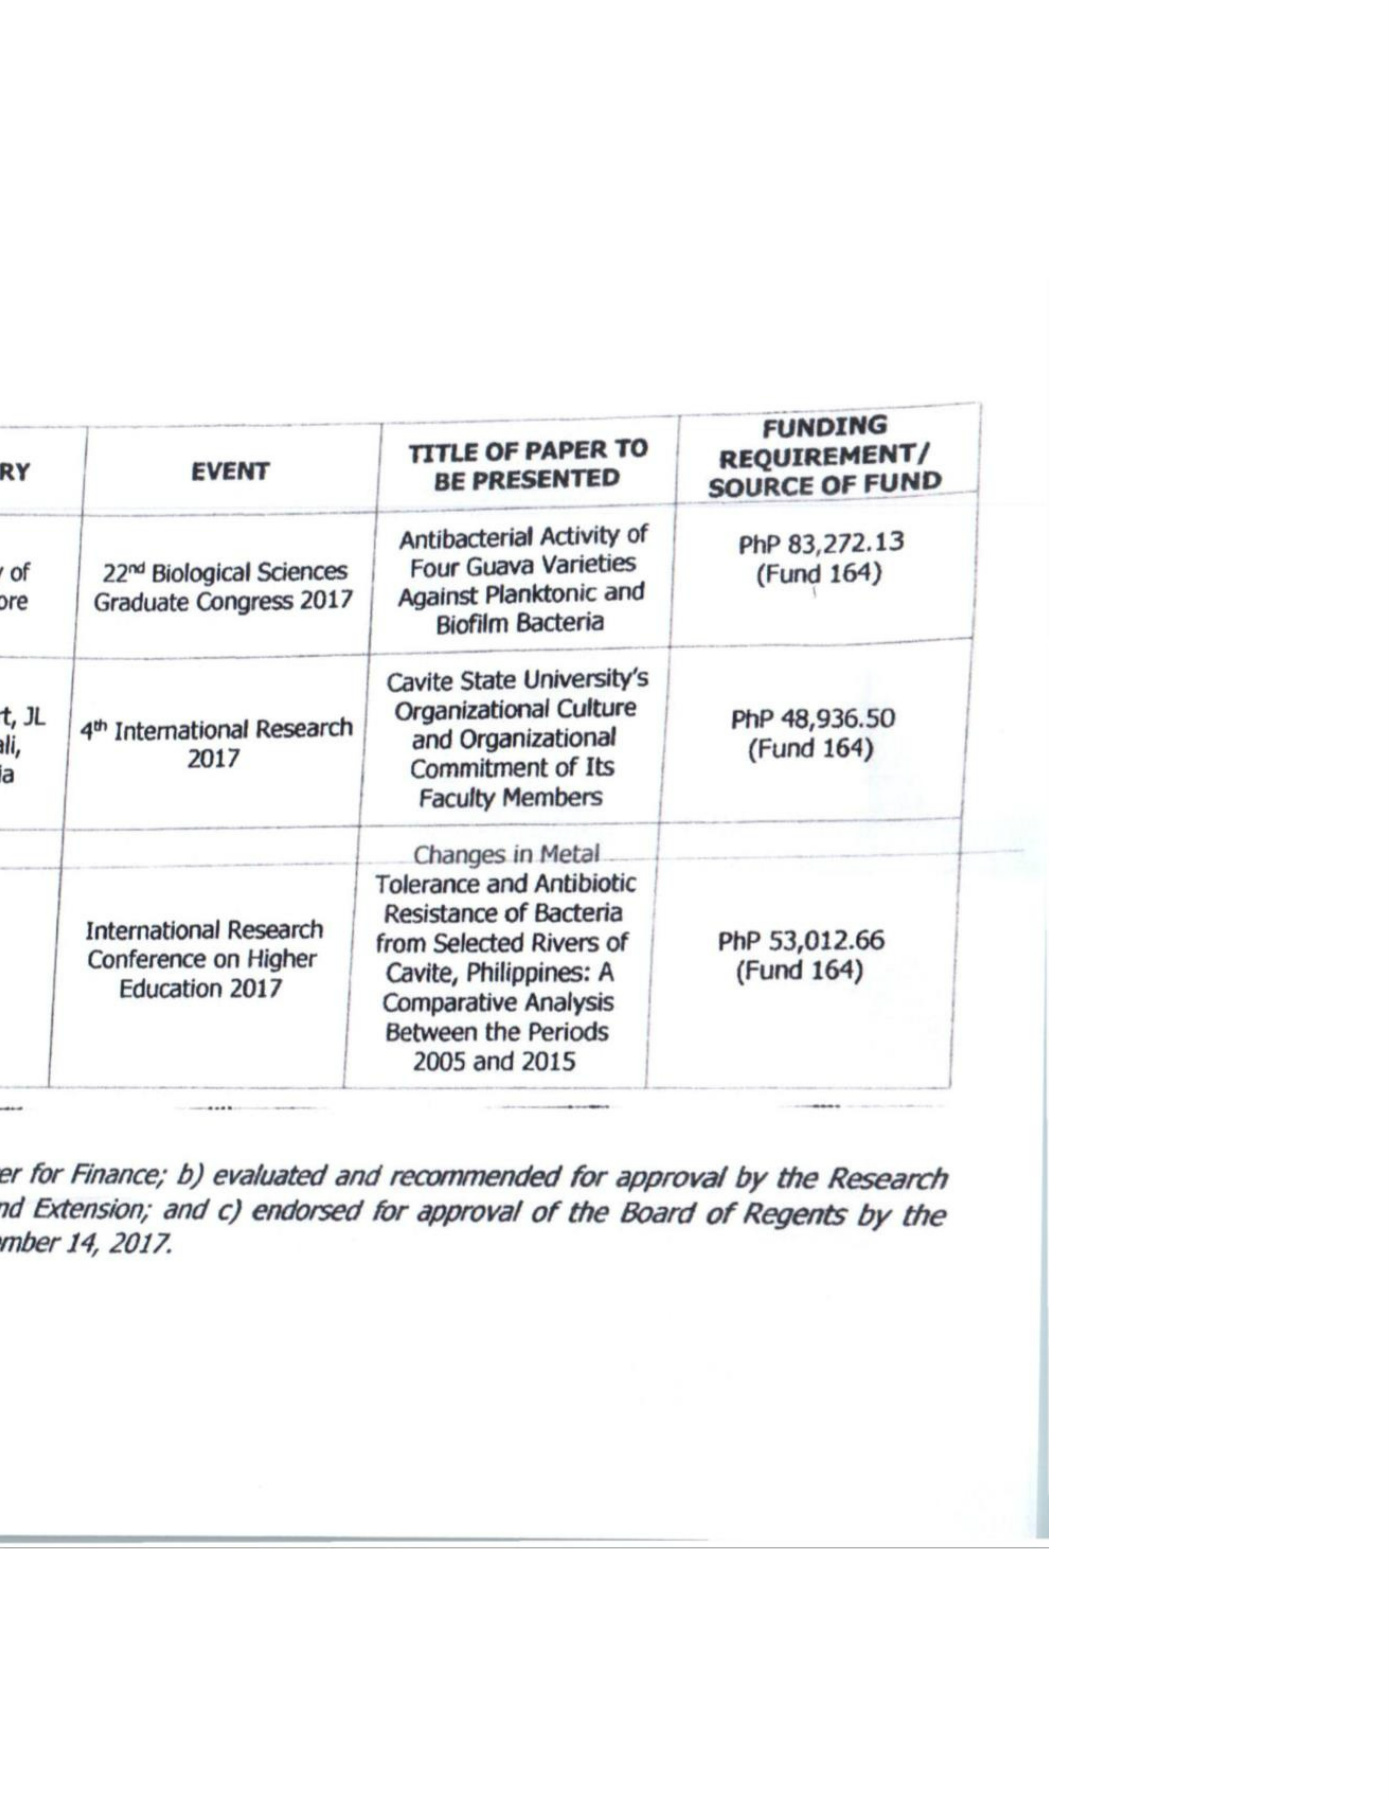 RY
EVENT
TITLE OF PAPER TO
BE PRESENTED
FUNDING
REQUIREMENT/
SOURCE OF FUND
of
ore
22nd Biological Sciences
Graduate Congress 2017
Antibacterial Activity of
Four Guava Varieties
Against Planktonic and
Biofilm Bacteria
PhP 83,272.13
(Fund 164)
t, JL
ali,
ia
4th International Research
2017
Cavite State University's
Organizational Culture
and Organizational
Commitment of Its
Faculty Members
PhP 48,936.50
(Fund 164)
International Research
Conference on Higher
Education 2017
Changes in Metal
Tolerance and Antibiotic
Resistance of Bacteria
from Selected Rivers of
Cavite, Philippines: A
Comparative Analysis
Between the Periods
2005 and 2015
PhP 53,012.66
(Fund 164)
er for Finance; b) evaluated and recommended for approval by the Research
nd Extension; and c) endorsed for approval of the Board of Regents by the
mber 14, 2017.